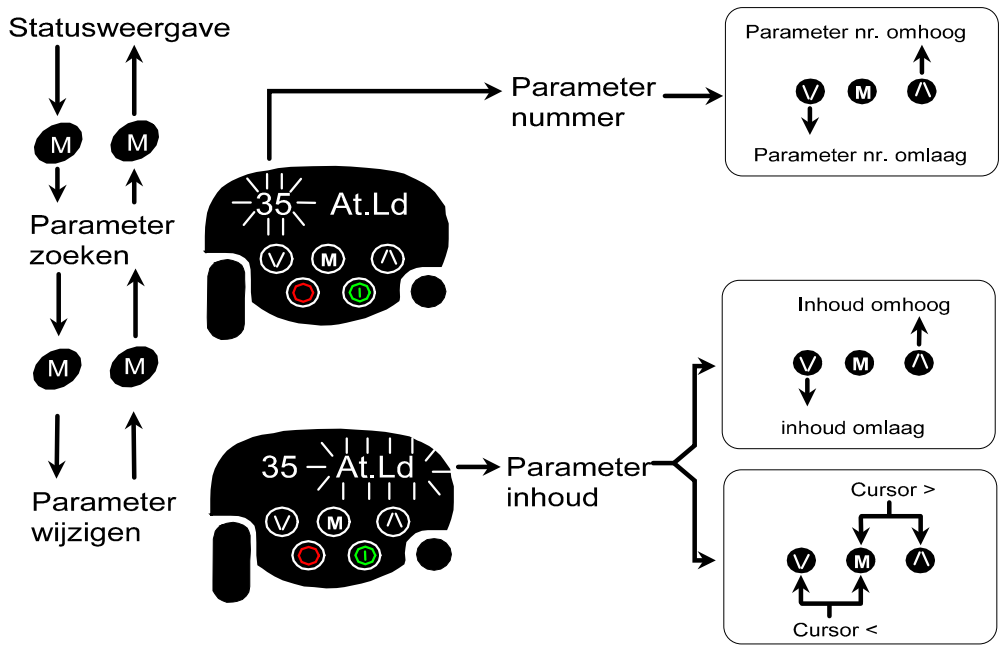 Statusweergave
M M
Parameter
zoeken
M M
Parameter
wijzigen
35 At.Ld
M
Parameter
nummer
Parameter nr. omhoog
M
Parameter nr. omlaag
35 At.Ld
M
Parameter
inhoud
Inhoud omhoog
M
inhoud omlaag
Cursor >
M
Cursor <